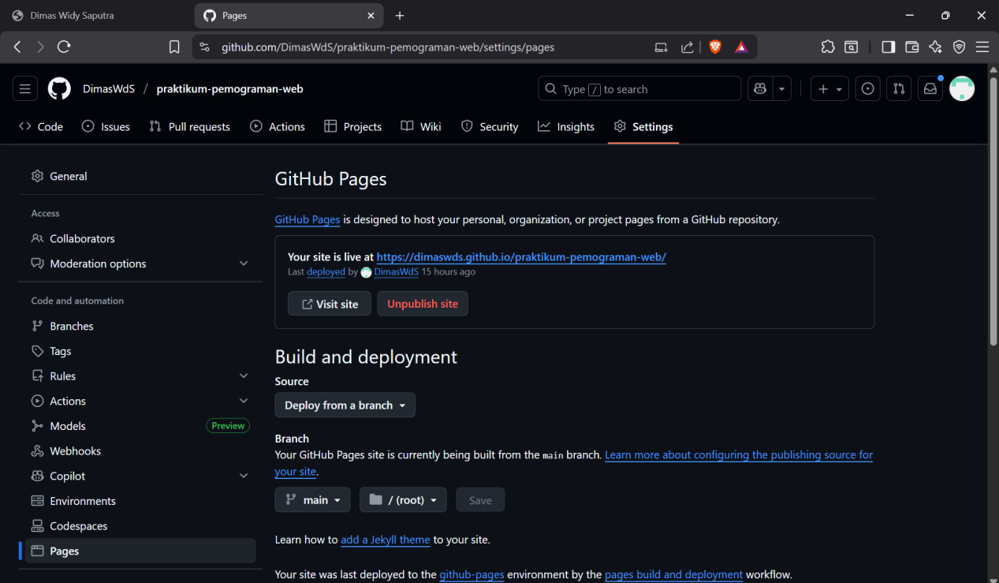 Dimas Widy Saputra
Pages
github.com/DimasWdS/praktikum-pemograman-web/settings/pages
DimasWdS / praktikum-pemograman-web
Type / to search
Code
Issues
Pull requests
Actions
Projects
Wiki
Security
Insights
Settings
General
Access
Collaborators
Moderation options
Code and automation
Branches
Tags
Rules
Actions
Models Preview
Webhooks
Copilot
Environments
Codespaces
Pages
GitHub Pages
GitHub Pages is designed to host your personal, organization, or project pages from a GitHub repository.
Your site is live at https://dimaswds.github.io/praktikum-pemograman-web/
Last deployed by DimasWdS 15 hours ago
Visit site
Unpublish site
Build and deployment
Source
Deploy from a branch
Branch
Your GitHub Pages site is currently being built from the main branch. Learn more about configuring the publishing source for
your site.
main
/ (root)
Save
Learn how to add a Jekyll theme to your site.
Your site was last deployed to the github-pages environment by the pages build and deployment workflow.